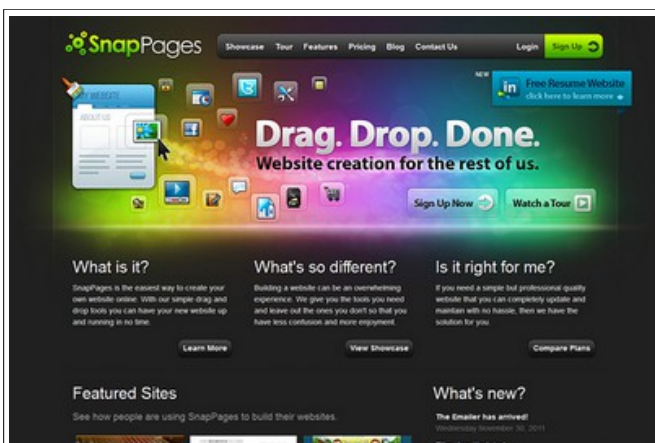 SnapPages
Showcase Tour Features Pricing Blog Contact Us Login Sign Up
NEW
Free Resume Website
click here to learn more
MY WEBSITE
ABOUT US
Drag. Drop. Done.
Website creation for the rest of us.
Sign Up Now Watch a Tour
What is it?
SnapPages is the easiest way to create your
own website online. With our simple drag and
drop tools you can have your new website up
and running in no time.
Learn More
What's so different?
Building a website can be an overwhelming
experience. We give you the tools you need
and leave out the ones you don't so that you
have less confusion and more enjoyment.
View Showcase
Is it right for me?
If you need a simple but professional quality
website that you can completely update and
maintain with no hassle, then we have the
solution for you.
Compare Plans
Featured Sites
See how people are using SnapPages to build their websites.
What's new?
The Emailer has arrived!
Wednesday November 30, 2011